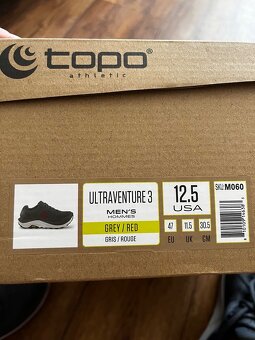 topo®
athletic
ULTRAVENTURE 3
MEN'S
HOMMES
GREY / RED
GRIS / ROUGE
12.5
USA
47 11.5 30.5
EU UK CM
SKU: M060